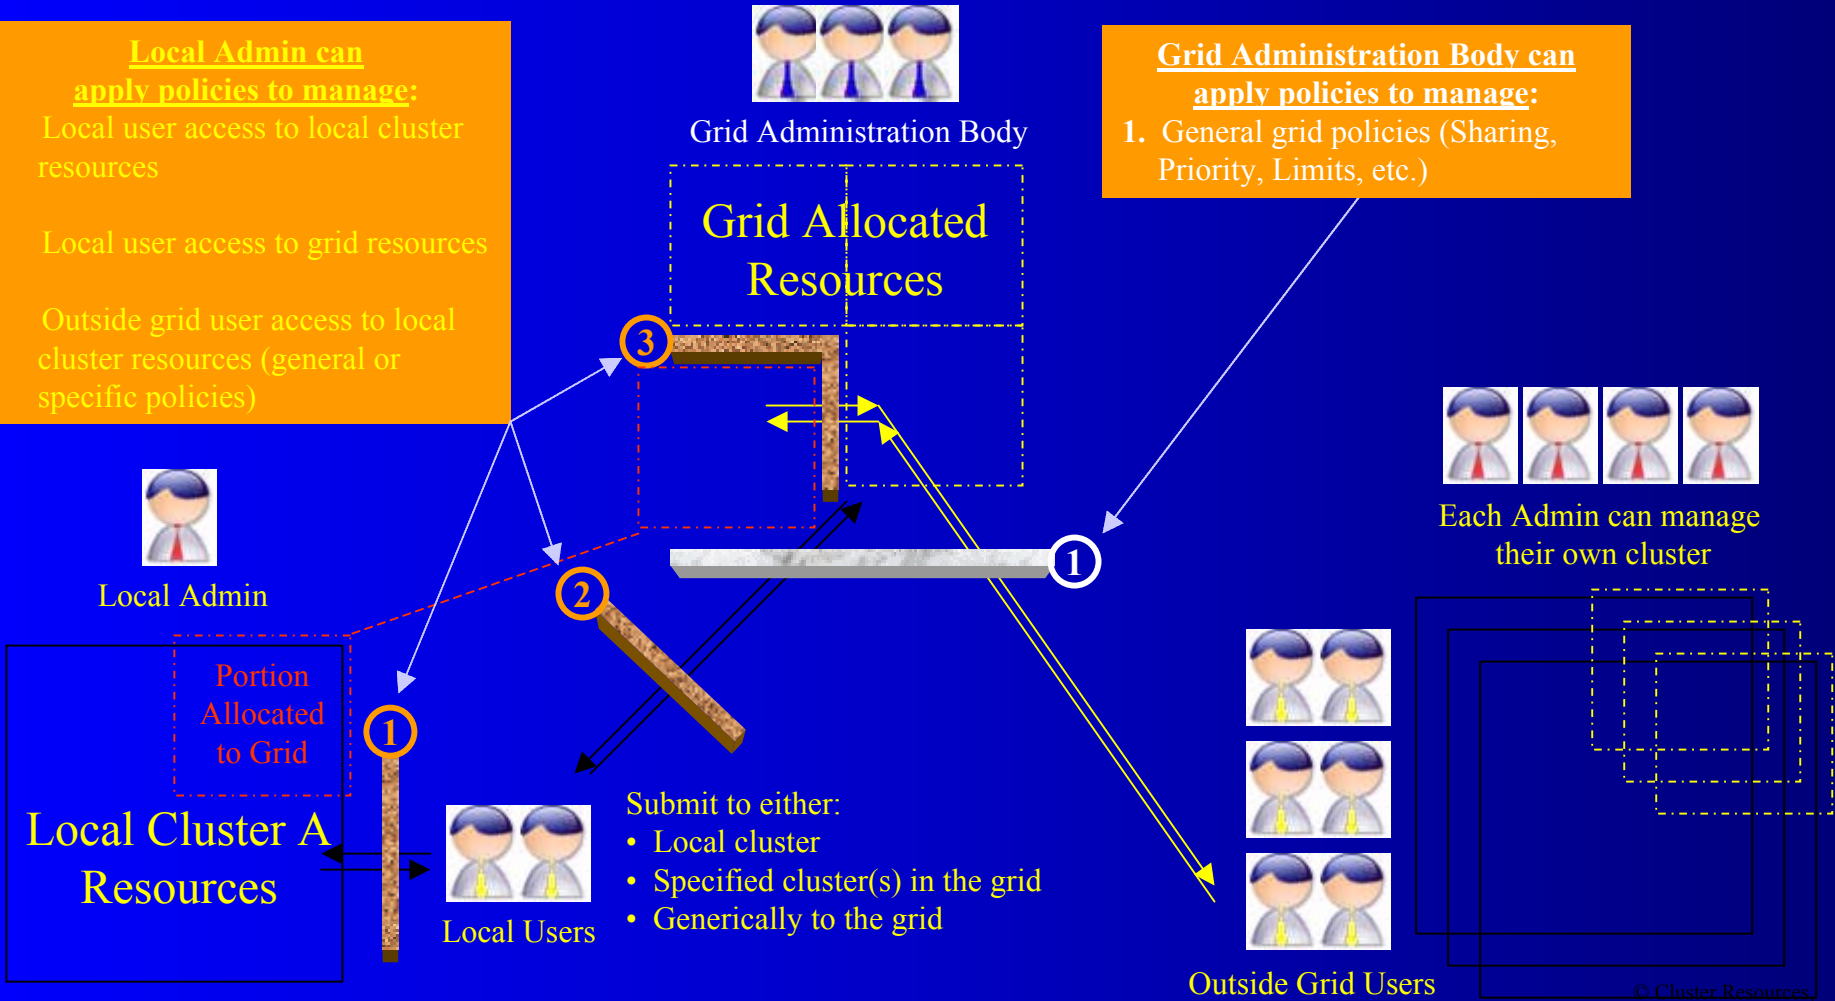 Local Admin can
apply policies to manage:
Local user access to local cluster
resources
Local user access to grid resources
Outside grid user access to local
cluster resources (general or
specific policies)
Grid Administration Body
Grid Administration Body can
apply policies to manage:
1. General grid policies (Sharing,
Priority, Limits, etc.)
Grid Allocated
Resources
3
Each Admin can manage
their own cluster
Local Admin
2
1
Portion
Allocated
to Grid
1
Local Cluster A
Resources
Local Users
Submit to either:
• Local cluster
• Specified cluster(s) in the grid
• Generically to the grid
Outside Grid Users
© Cluster Resources,